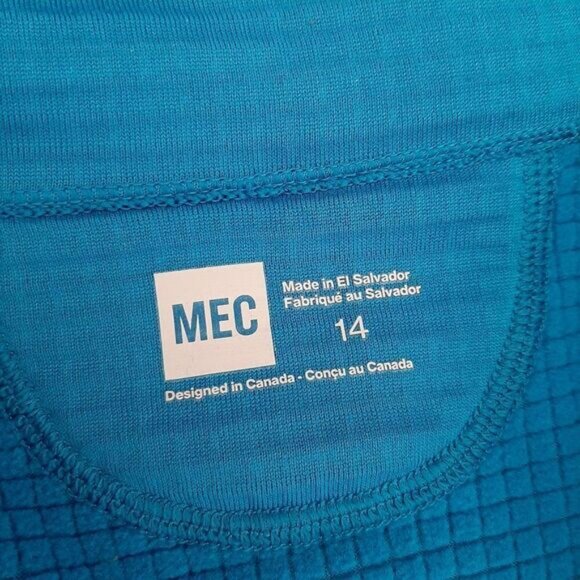 MEC
Made in El Salvador
Fabriqué au Salvador
14
Designed in Canada - Conçu au Canada